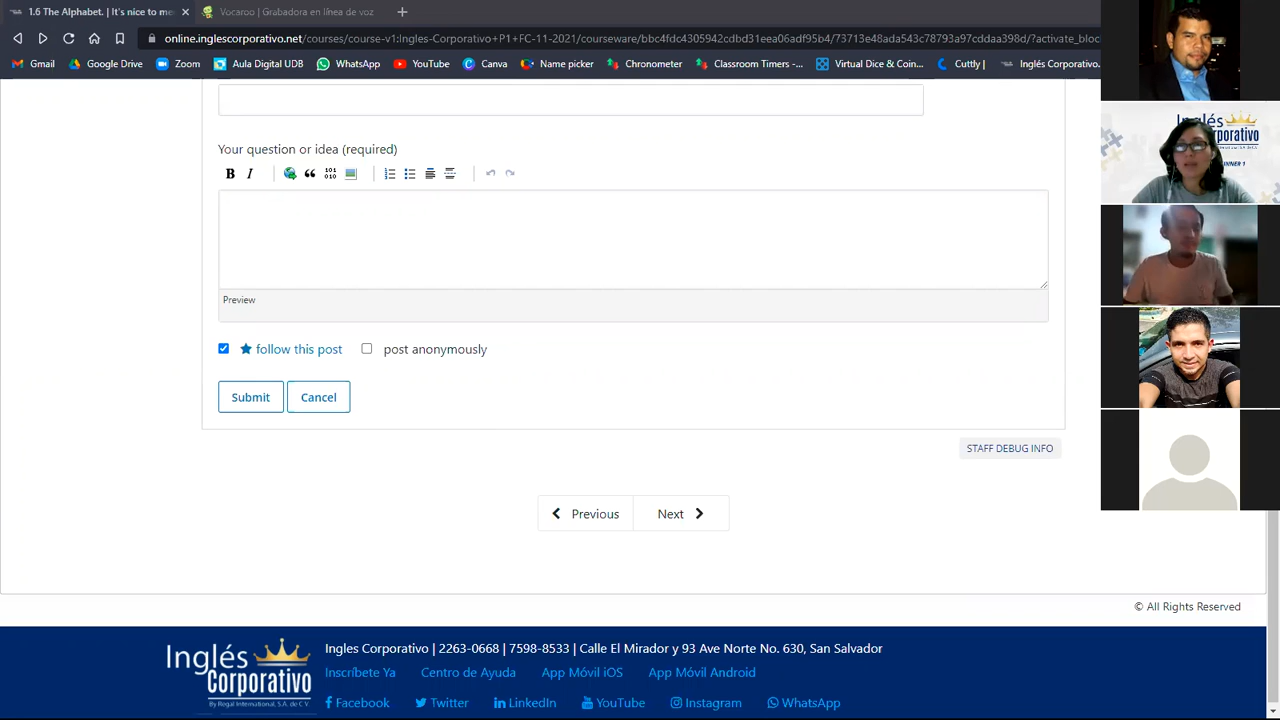 1.6 The Alphabet. | It's nice to me
Vocaroo | Grabadora en línea de voz
online.inglescorporativo.net/courses/course-v1:Ingles-Corporativo+P1+FC-11-2021/courseware/bbc4fdc4305942cdbd31eea06adf95b4/73713e48ada543c78793a97cddaa398d/?activate_bloc
Gmail
Google Drive
Zoom
Aula Digital UDB
WhatsApp
YouTube
Name picker
Chronometer
Classroom Timers -...
Virtual Dice & Coin...
Cuttly |
Inglés Corporativo.
Your question or idea (required)
B I
101
010
Preview
follow this post
post anonymously
Submit
Cancel
STAFF DEBUG INFO
Previous
Next
© All Rights Reserved
Inglés
Corporativo
By Regal International, S.A. de C.V.
Ingles Corporativo | 2263-0668 | 7598-8533 | Calle El Mirador y 93 Ave Norte No. 630, San Salvador
Inscríbete Ya
Centro de Ayuda
App Móvil iOS
App Móvil Android
Facebook
Twitter
LinkedIn
YouTube
Instagram
WhatsApp